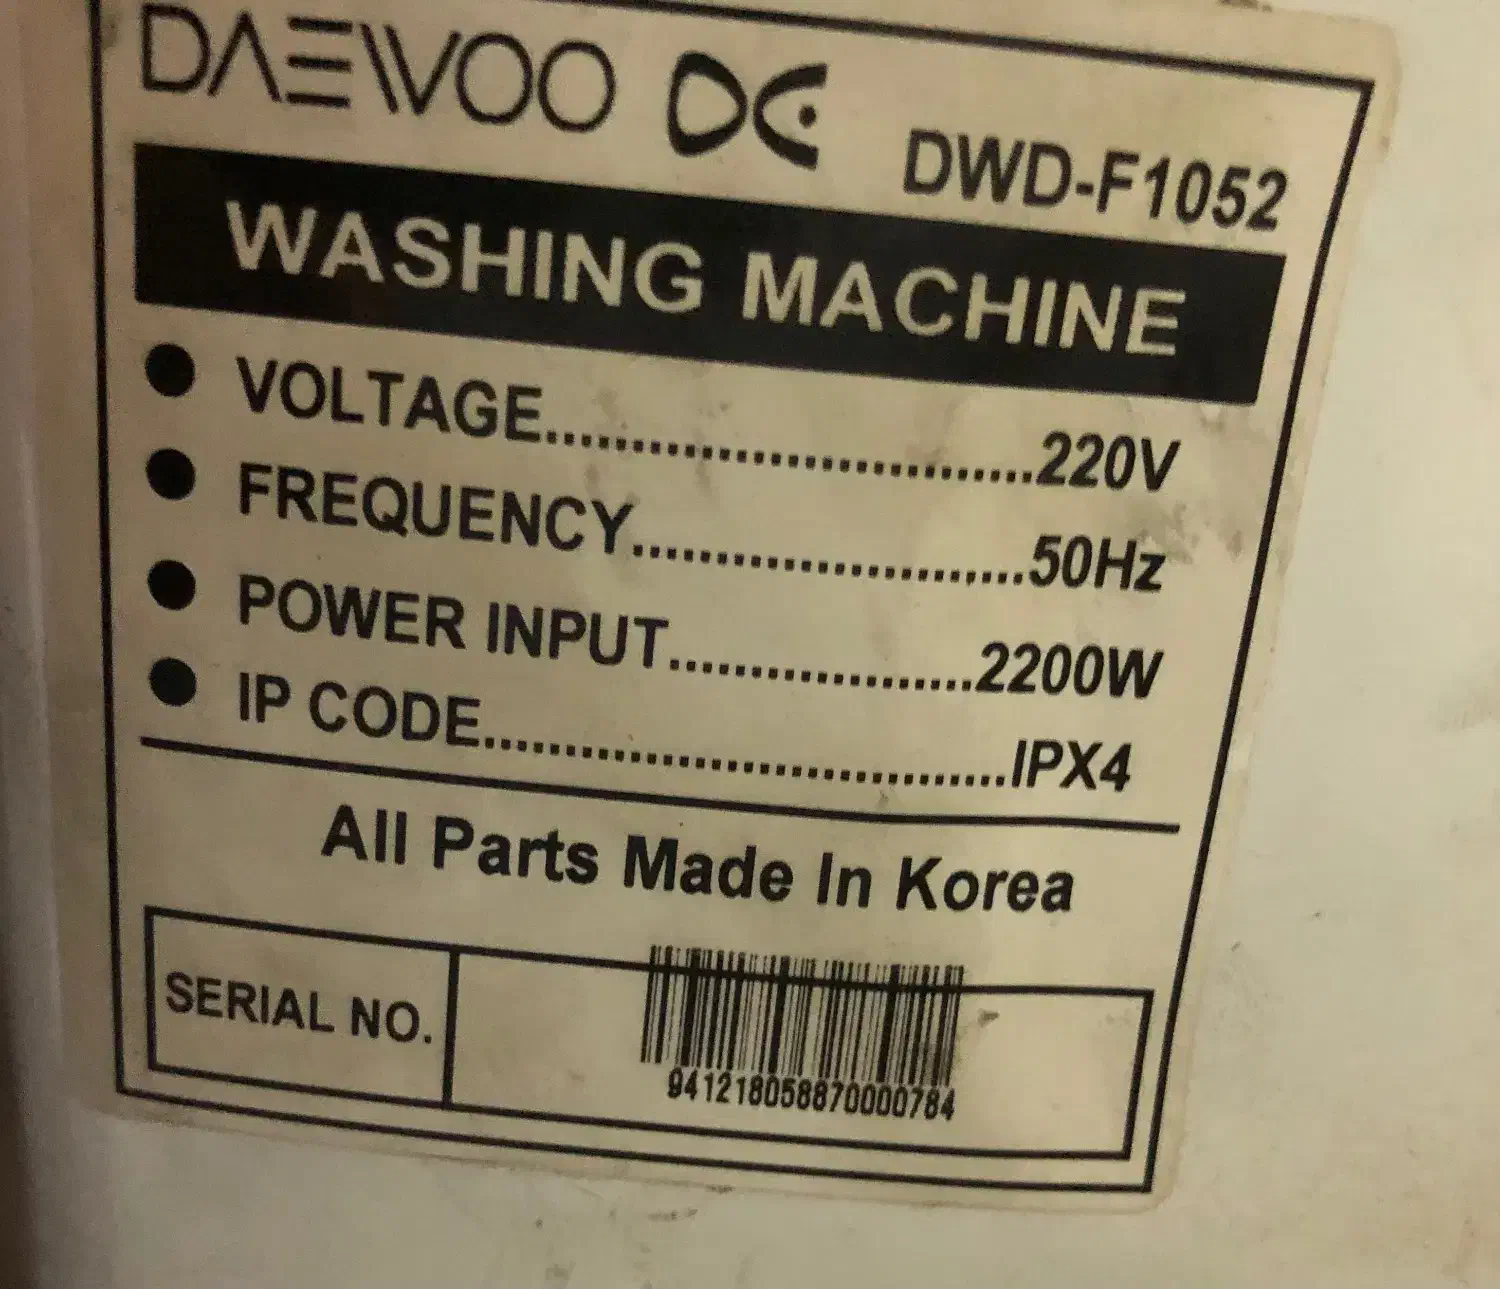 DAEWOO DE
DWD-F1052
WASHING MACHINE
● VOLTAGE..................................220V
● FREQUENCY...........................50Hz
● POWER INPUT.....................2200W
● IP CODE.....................................IPX4
All Parts Made In Korea
SERIAL NO.
941218058870000784